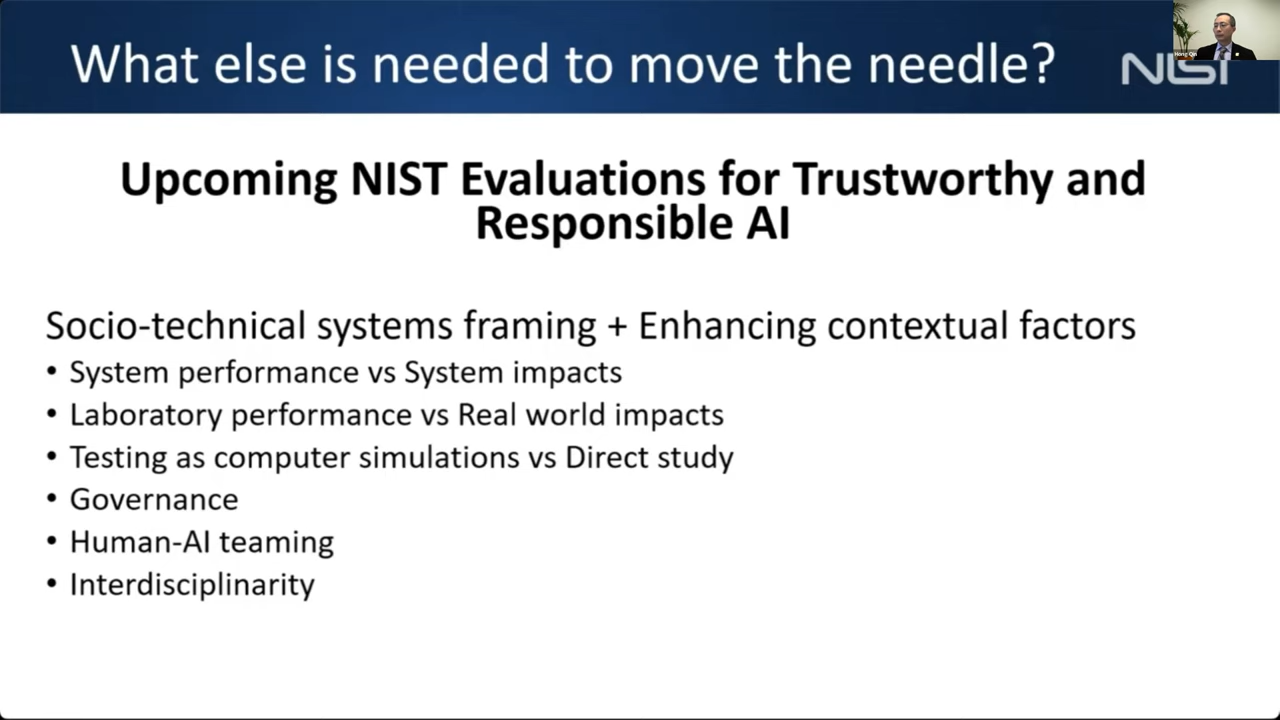 What else is needed to move the needle?
NIST
Hong Qin
Upcoming NIST Evaluations for Trustworthy and
Responsible AI
Socio-technical systems framing + Enhancing contextual factors
• System performance vs System impacts
• Laboratory performance vs Real world impacts
• Testing as computer simulations vs Direct study
• Governance
• Human-AI teaming
• Interdisciplinarity